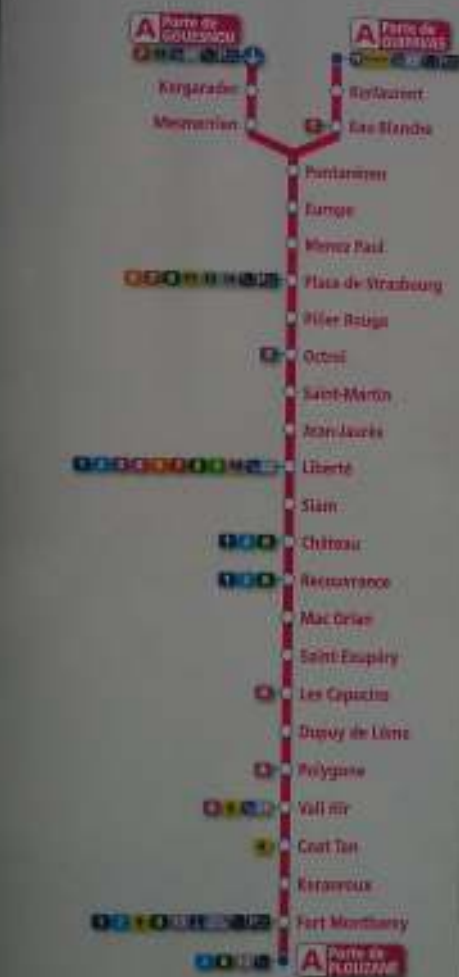 A Porte de
GOUESNOU
A Porte de
GUIPAVAS
Kergaradec
Kerlaurent
Mesmerrien
Eau Blanche
Pontanézen
Europe
Menez Paul
Place de Strasbourg
Pilier Rouge
Octroi
Saint-Martin
Jean Jaurès
Liberté
Siam
Château
Recouvrance
Mac Orlan
Saint Exupéry
Les Capucins
Dupuy de Lôme
Polygone
Valy Hir
Coat Tan
Keranroux
Fort Montbarey
A Porte de
PLOUZANÉ